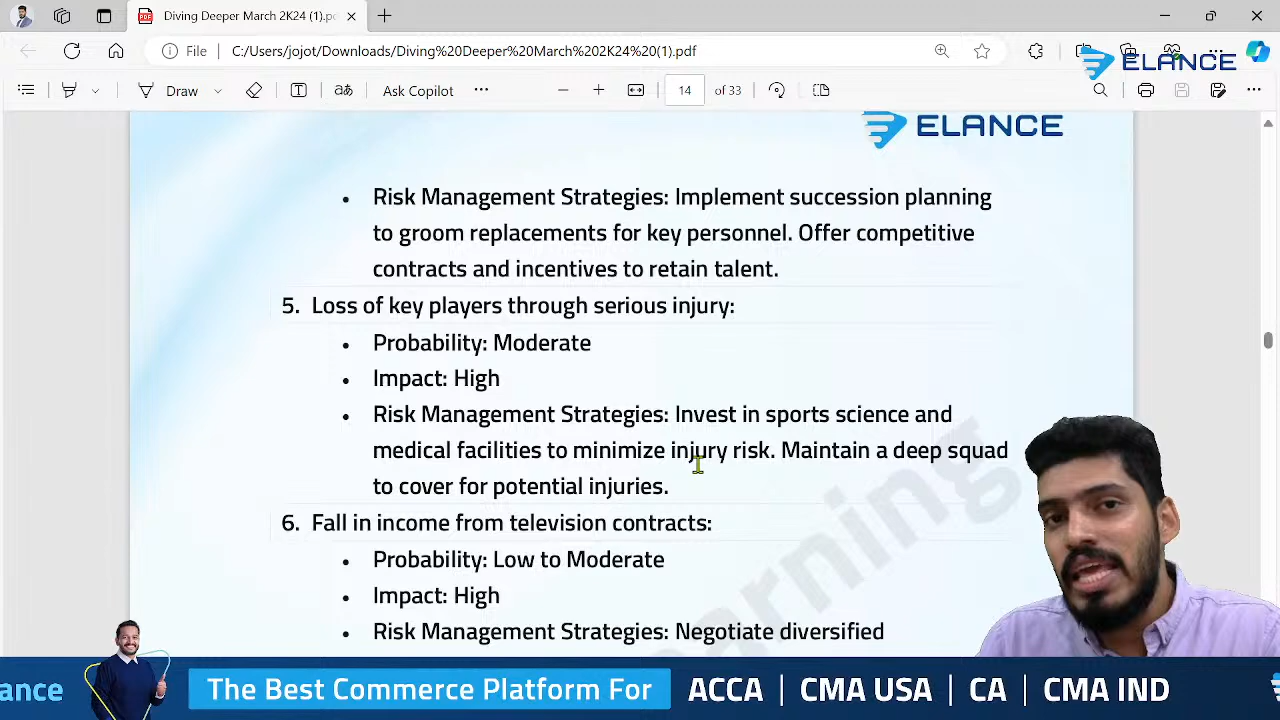 Diving Deeper March 2K24 (1).pd
File
C:/Users/jojot/Downloads/Diving%20Deeper%20March%202K24%20(1).pdf
ELANCE
Draw
Ask Copilot
14 of 33
ELANCE
• Risk Management Strategies: Implement succession planning
to groom replacements for key personnel. Offer competitive
contracts and incentives to retain talent.
5. Loss of key players through serious injury:
• Probability: Moderate
• Impact: High
• Risk Management Strategies: Invest in sports science and
medical facilities to minimize injury risk. Maintain a deep squad
to cover for potential injuries.
6. Fall in income from television contracts:
• Probability: Low to Moderate
• Impact: High
• Risk Management Strategies: Negotiate diversified
learning
ance
The Best Commerce Platform For
ACCA | CMA USA | CA | CMA IND